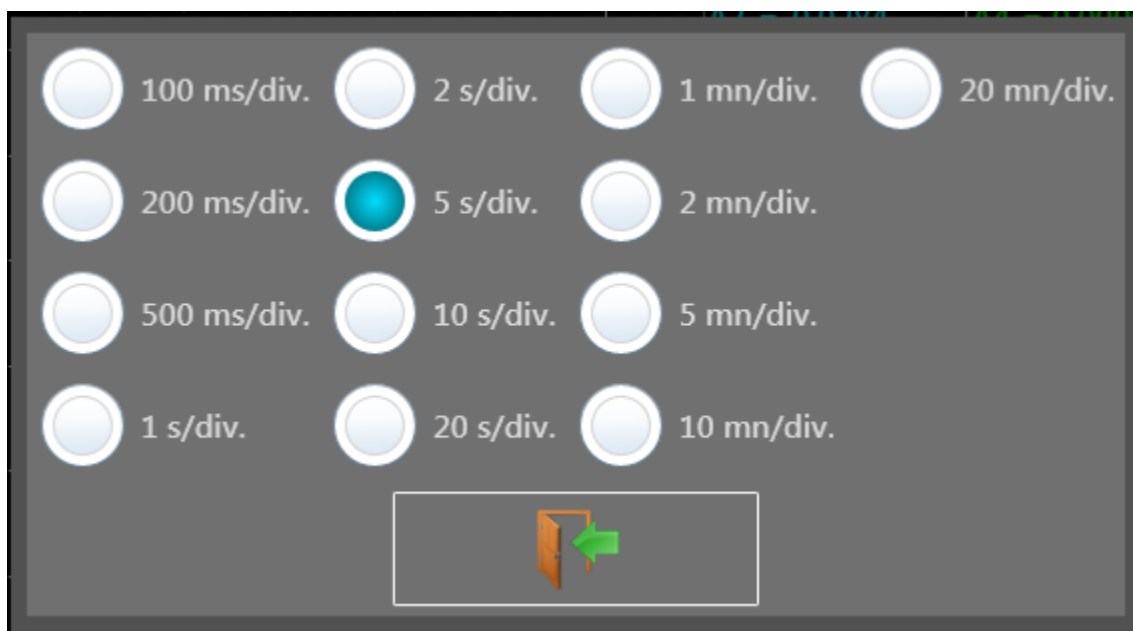 100 ms/div. 2 s/div. 1 mn/div. 20 mn/div.
200 ms/div. 5 s/div. 2 mn/div.
500 ms/div. 10 s/div. 5 mn/div.
1 s/div. 20 s/div. 10 mn/div.